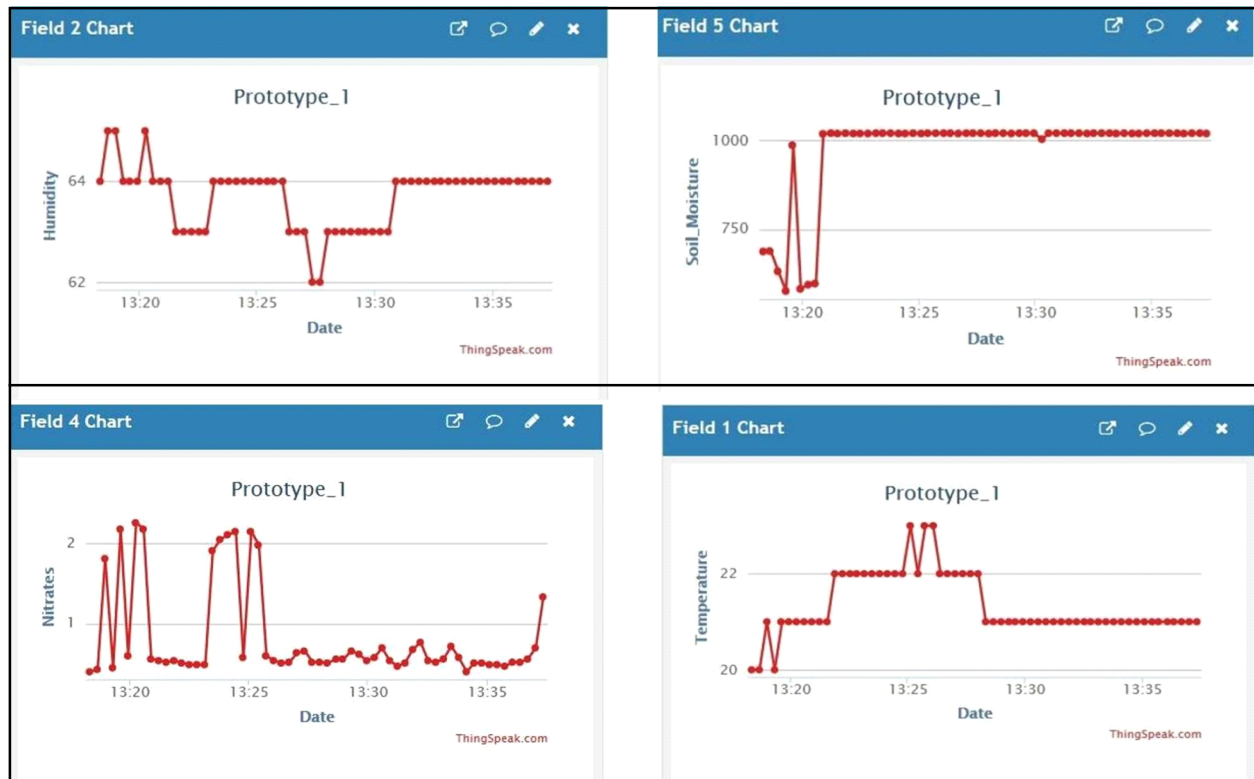 Field 2 Chart
Prototype_1
Humidity
64
62
13:20 13:25 13:30 13:35
Date
ThingSpeak.com
Field 5 Chart
Prototype_1
Soil_Moisture
1000
750
13:20 13:25 13:30 13:35
Date
ThingSpeak.com
Field 4 Chart
Prototype_1
Nitrates
2
1
13:20 13:25 13:30 13:35
Date
ThingSpeak.com
Field 1 Chart
Prototype_1
Temperature
22
20
13:20 13:25 13:30 13:35
Date
ThingSpeak.com